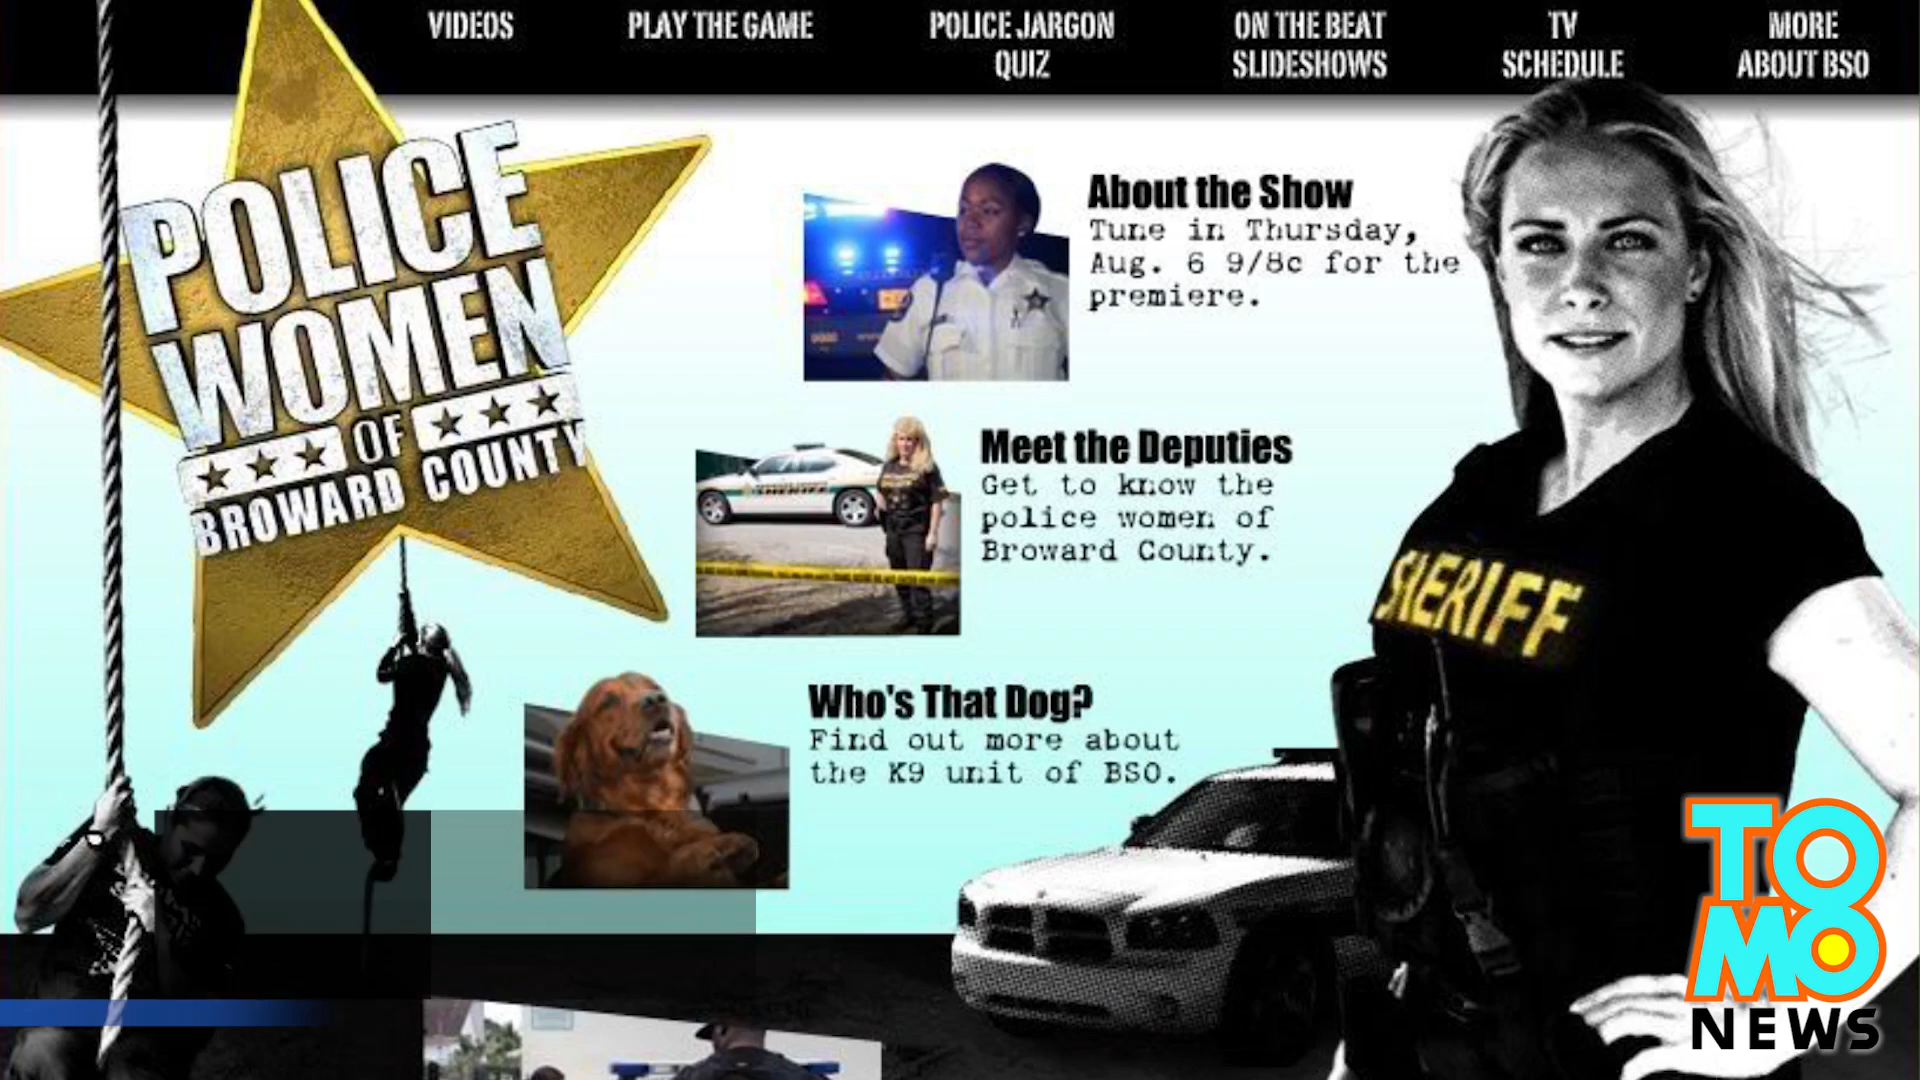 VIDEOS
PLAY THE GAME
POLICE JARGON
QUIZ
ON THE BEAT
SLIDESHOWS
TV
SCHEDULE
MORE
ABOUT BSO
POLICE
WOMEN
OF
BROWARD COUNTY
About the Show
Tune in Thursday,
Aug. 6 9/8c for the
premiere.
Meet the Deputies
Get to know the
police women of
Broward County.
Who's That Dog?
Find out more about
the K9 unit of BSO.
SHERIFF
TOMO
NEWS